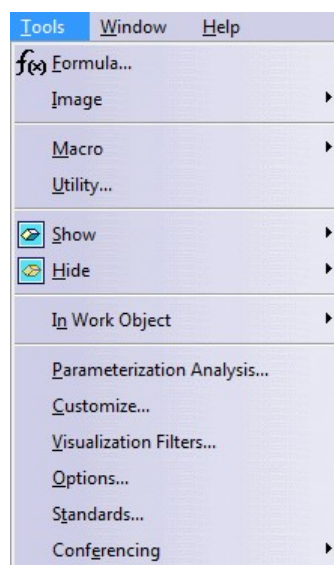 Tools Window Help
f(x) Formula...
Image
Macro
Utility...
Show
Hide
In Work Object
Parameterization Analysis...
Customize...
Visualization Filters...
Options...
Standards...
Conferencing